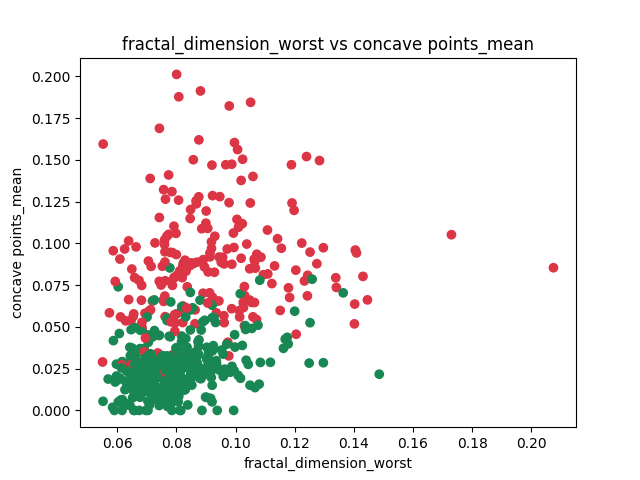 fractal_dimension_worst vs concave points_mean
0.200
0.175
0.150
0.125
0.100
0.075
0.050
0.025
0.000
concave points_mean
0.06 0.08 0.10 0.12 0.14 0.16 0.18 0.20
fractal_dimension_worst